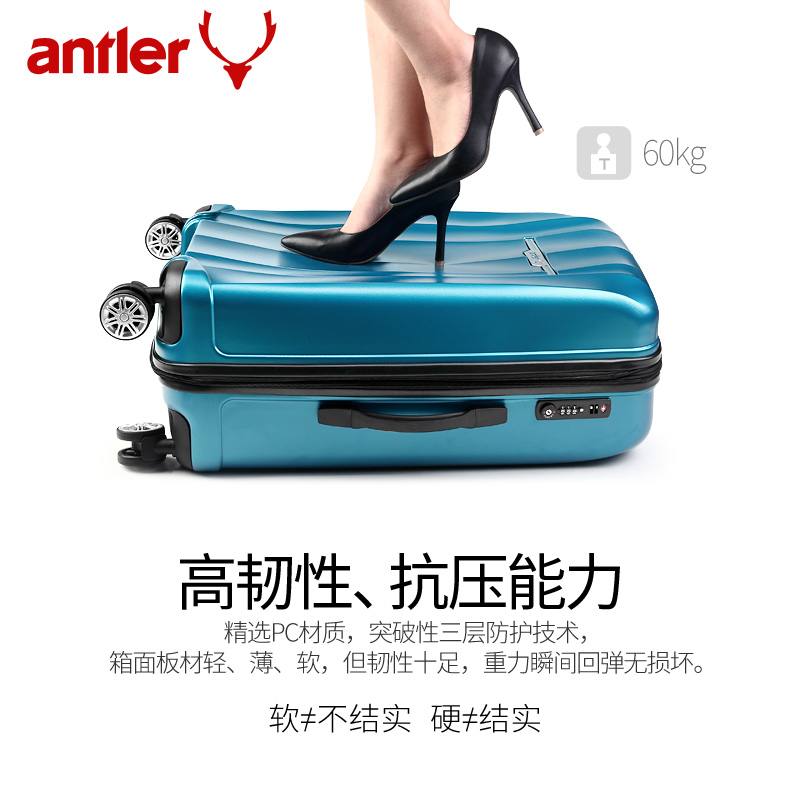 antler
T
60kg
高韧性、抗压能力
精选PC材质，突破性三层防护技术，
箱面板材轻、薄、软，但韧性十足，重力瞬间回弹无损坏。
软≠不结实 硬≠结实